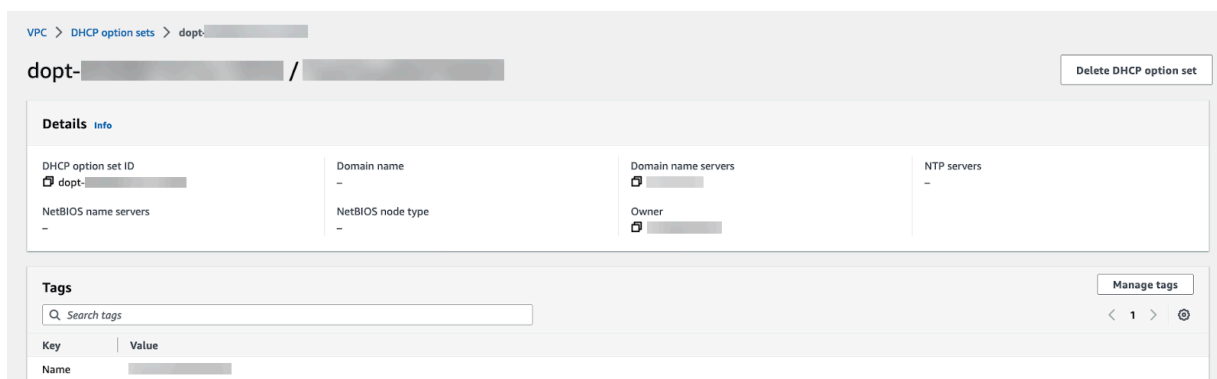 VPC > DHCP option sets > dopt-
dopt- /
Delete DHCP option set
Details Info
DHCP option set ID
dopt-
Domain name
–
Domain name servers
NTP servers
–
NetBIOS name servers
–
NetBIOS node type
–
Owner
Tags
Manage tags
Search tags
< 1 >
Key Value
Name